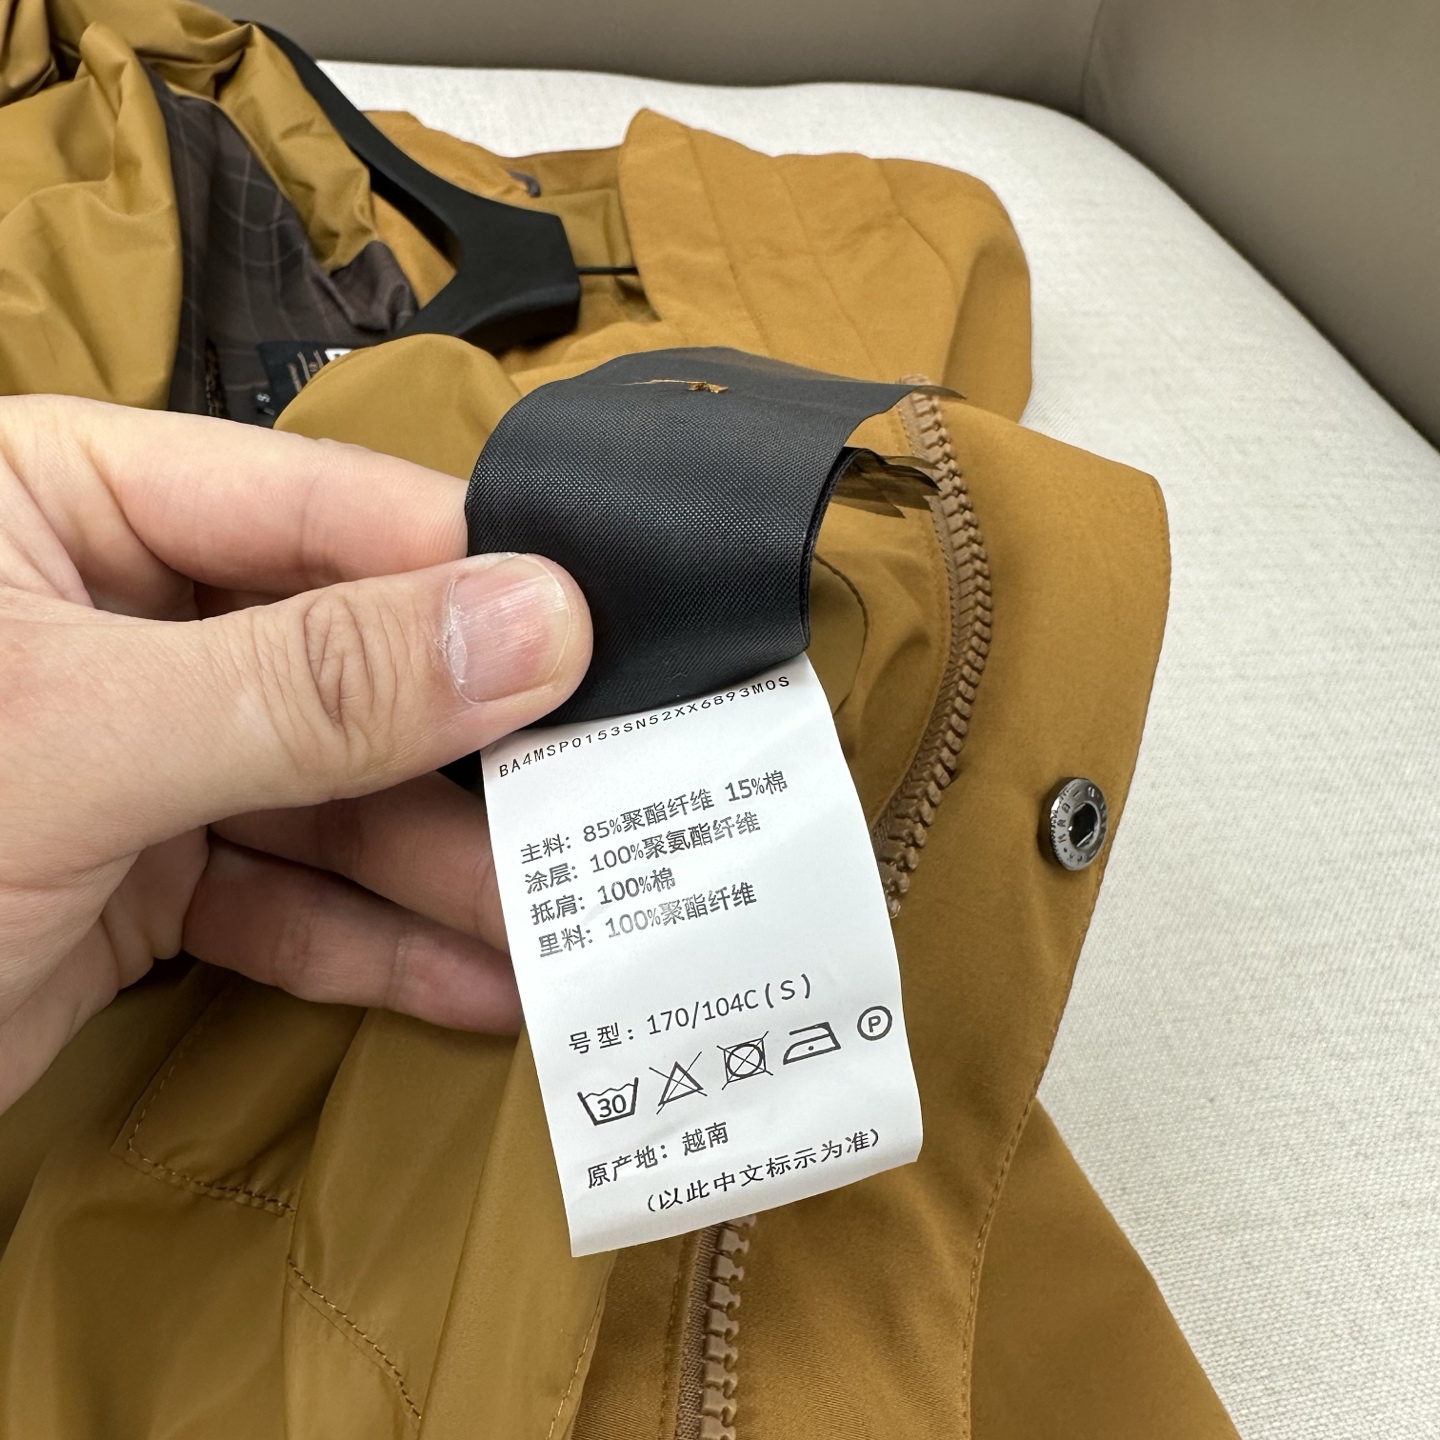 BA4MSP0153SN52XX6893M0S
主料: 85%聚酯纤维 15%棉
涂层: 100%聚氨酯纤维
抵肩: 100%棉
里料: 100%聚酯纤维
号型: 170/104C(S)
30
P
原产地: 越南
(以此中文标示为准)